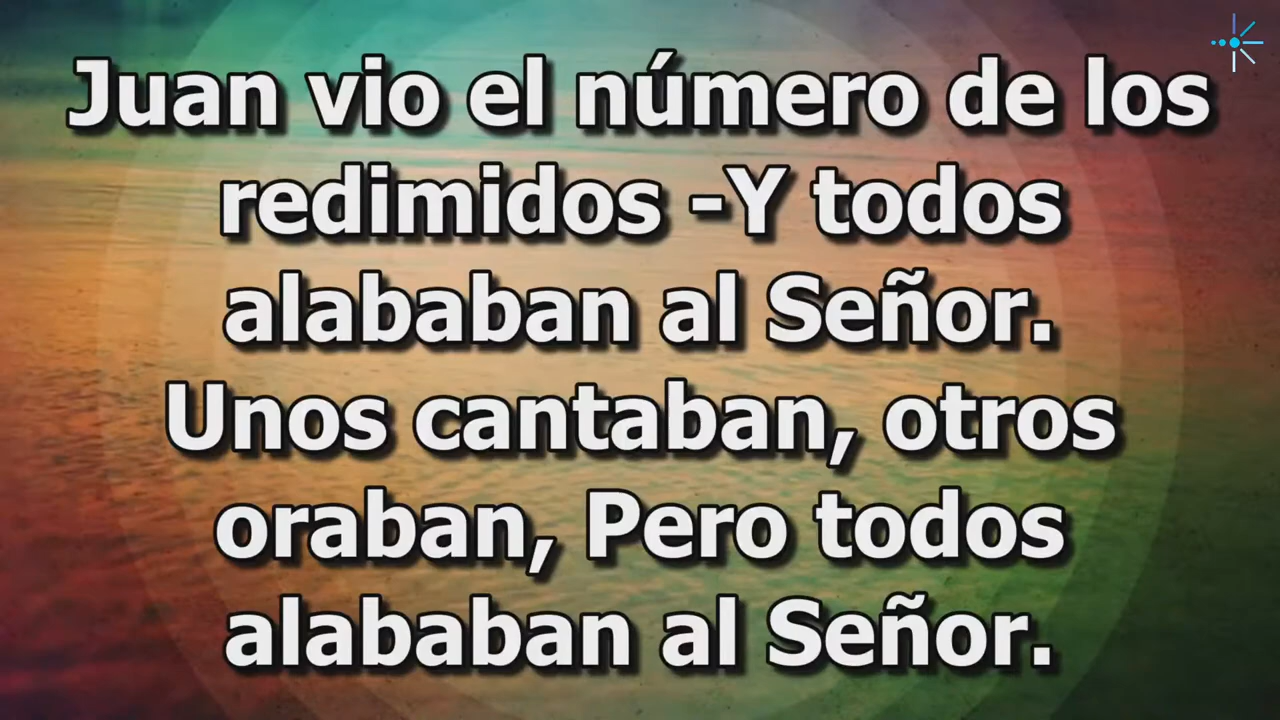 Juan vio el número de los
redimidos -Y todos
alababan al Señor.
Unos cantaban, otros
oraban, Pero todos
alababan al Señor.